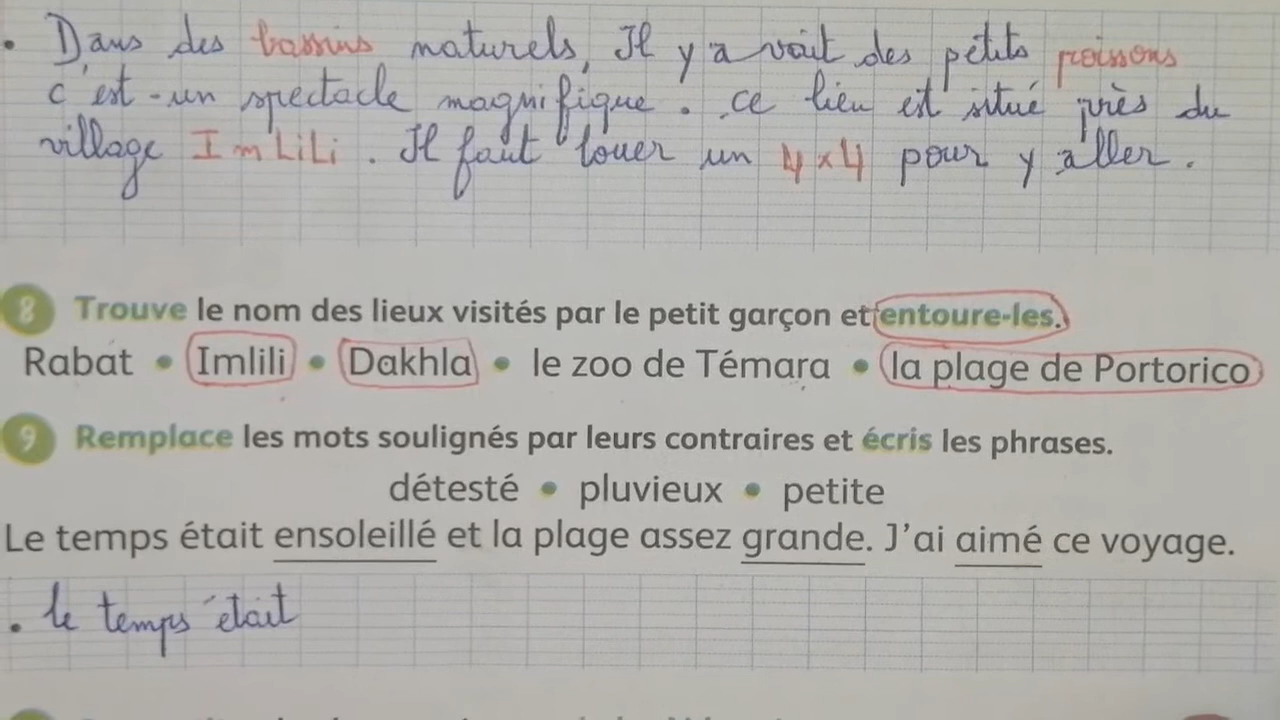 . Dans des bassins naturels, Il y a vait des petits poissons
c'est-un spectacle magnifique. ce lieu est situé près du
village ImLiLi. Il faut louer un 4x4 pour y aller.
8 Trouve le nom des lieux visités par le petit garçon et entoure-les.
Rabat • Imlili • Dakhla • le zoo de Témara • la plage de Portorico
9 Remplace les mots soulignés par leurs contraires et écris les phrases.
détesté • pluvieux • petite
Le temps était ensoleillé et la plage assez grande. J'ai aimé ce voyage.
. le temps était